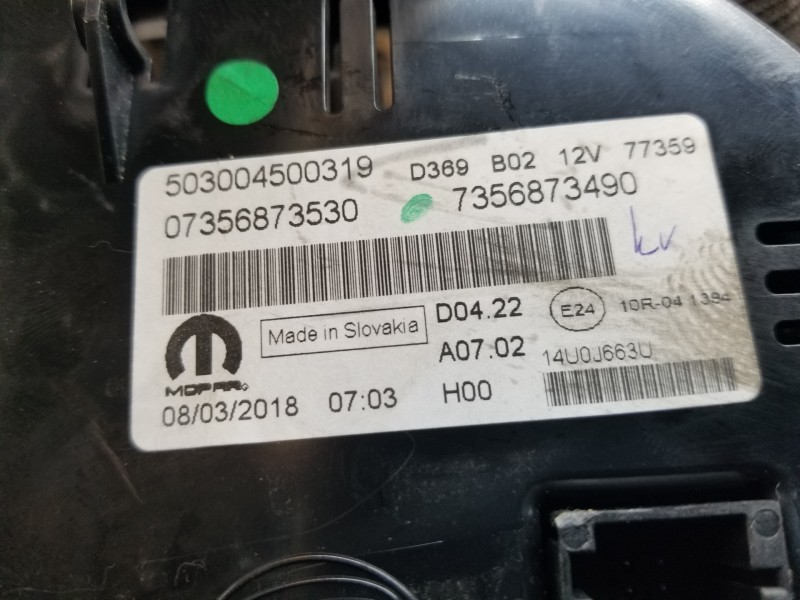 503004500319 D369 B02 12V 77359
07356873530 7356873490
kv
Made in Slovakia D04.22 E24 10R-04 1394
MOPAR A07.02 14U0J663U
08/03/2018 07:03 H00